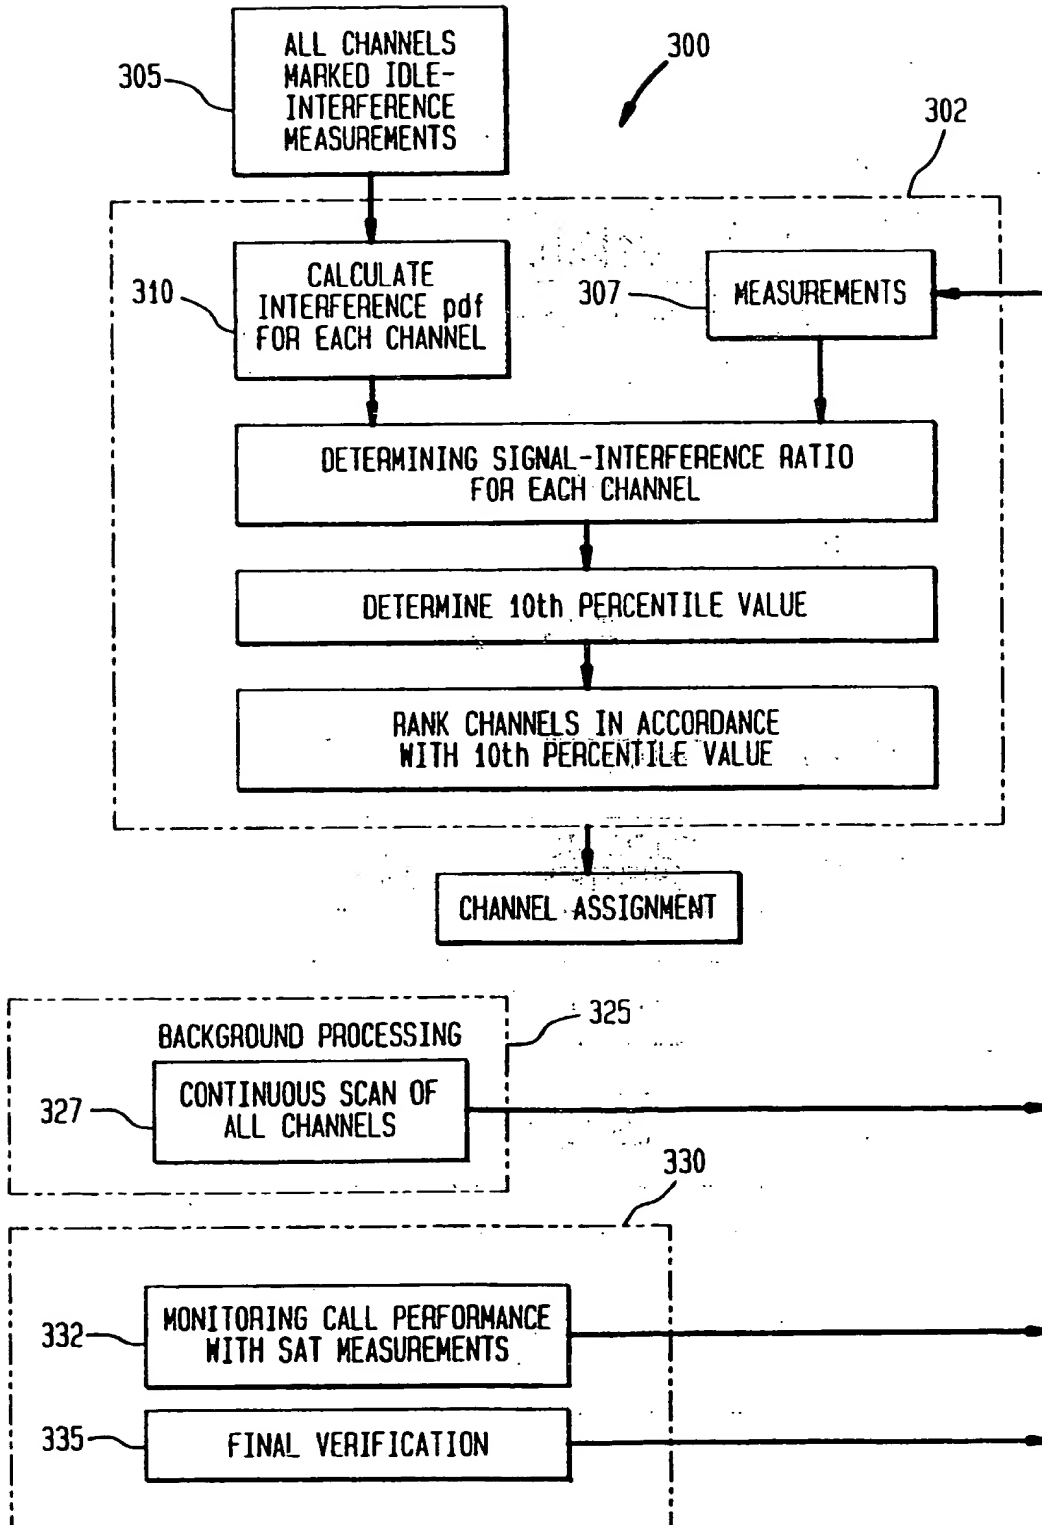 ALL CHANNELS
MARKED IDLE-
INTERFERENCE
MEASUREMENTS
305
300
302
CALCULATE
INTERFERENCE pdf
FOR EACH CHANNEL
310
307
MEASUREMENTS
DETERMINING SIGNAL-INTERFERENCE RATIO
FOR EACH CHANNEL
DETERMINE 10th PERCENTILE VALUE
RANK CHANNELS IN ACCORDANCE
WITH 10th PERCENTILE VALUE
CHANNEL ASSIGNMENT
325
BACKGROUND PROCESSING
327
CONTINUOUS SCAN OF
ALL CHANNELS
330
332
MONITORING CALL PERFORMANCE
WITH SAT MEASUREMENTS
335
FINAL VERIFICATION